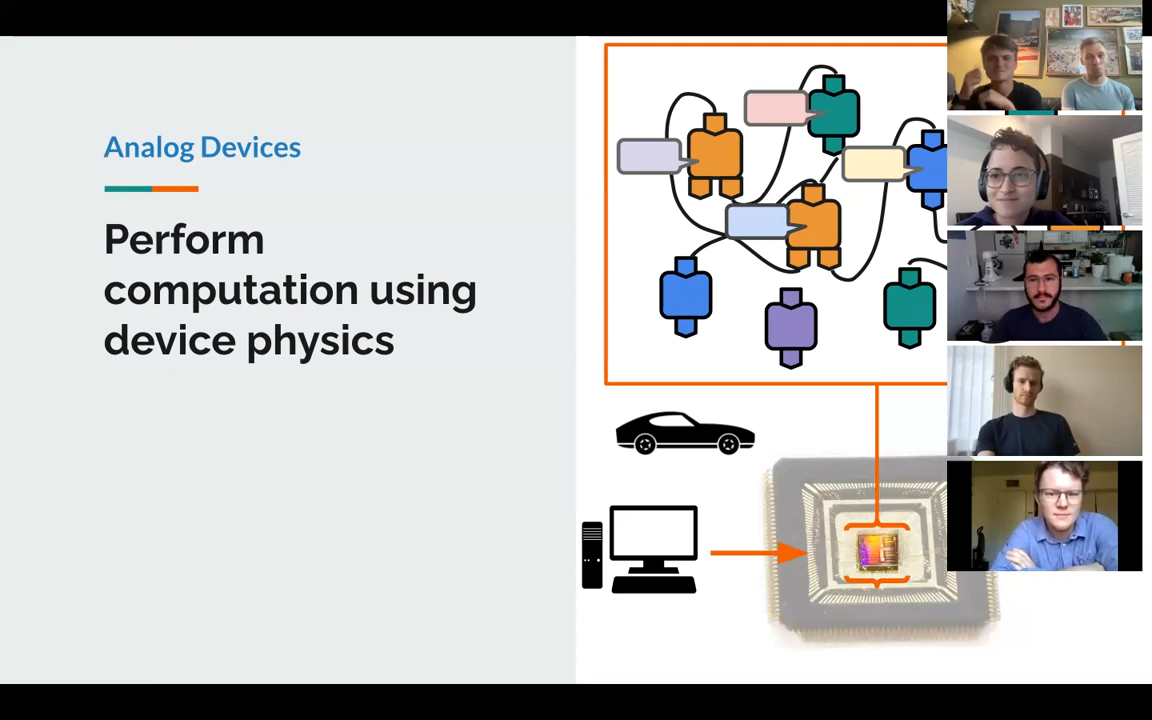 Analog Devices
Perform
computation using
device physics